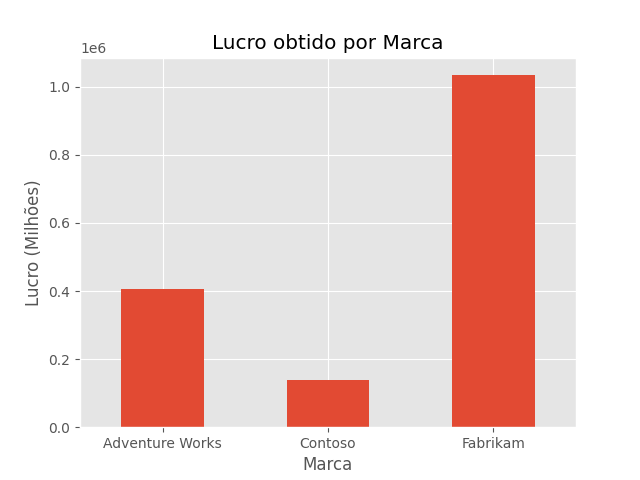 Lucro obtido por Marca
1e6
1.0
0.8
0.6
0.4
0.2
0.0
Lucro (Milhões)
Adventure Works
Contoso
Fabrikam
Marca